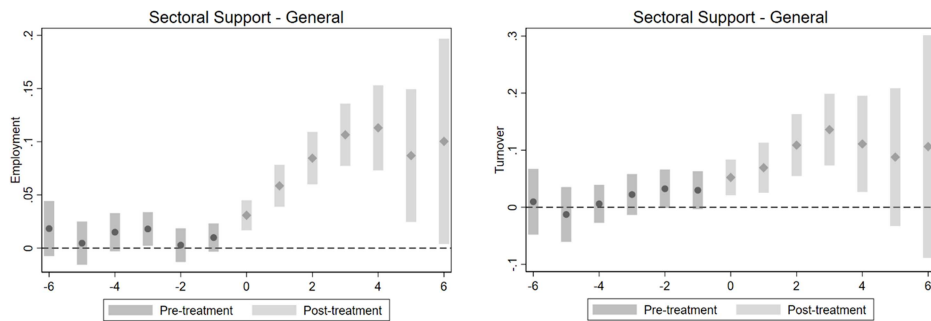 Sectoral Support - General
Employment
.2
.15
.1
.05
0
-6 -4 -2 0 2 4 6
Pre-treatment Post-treatment
Sectoral Support - General
Turnover
.3
.2
.1
0
-.1
-6 -4 -2 0 2 4 6
Pre-treatment Post-treatment